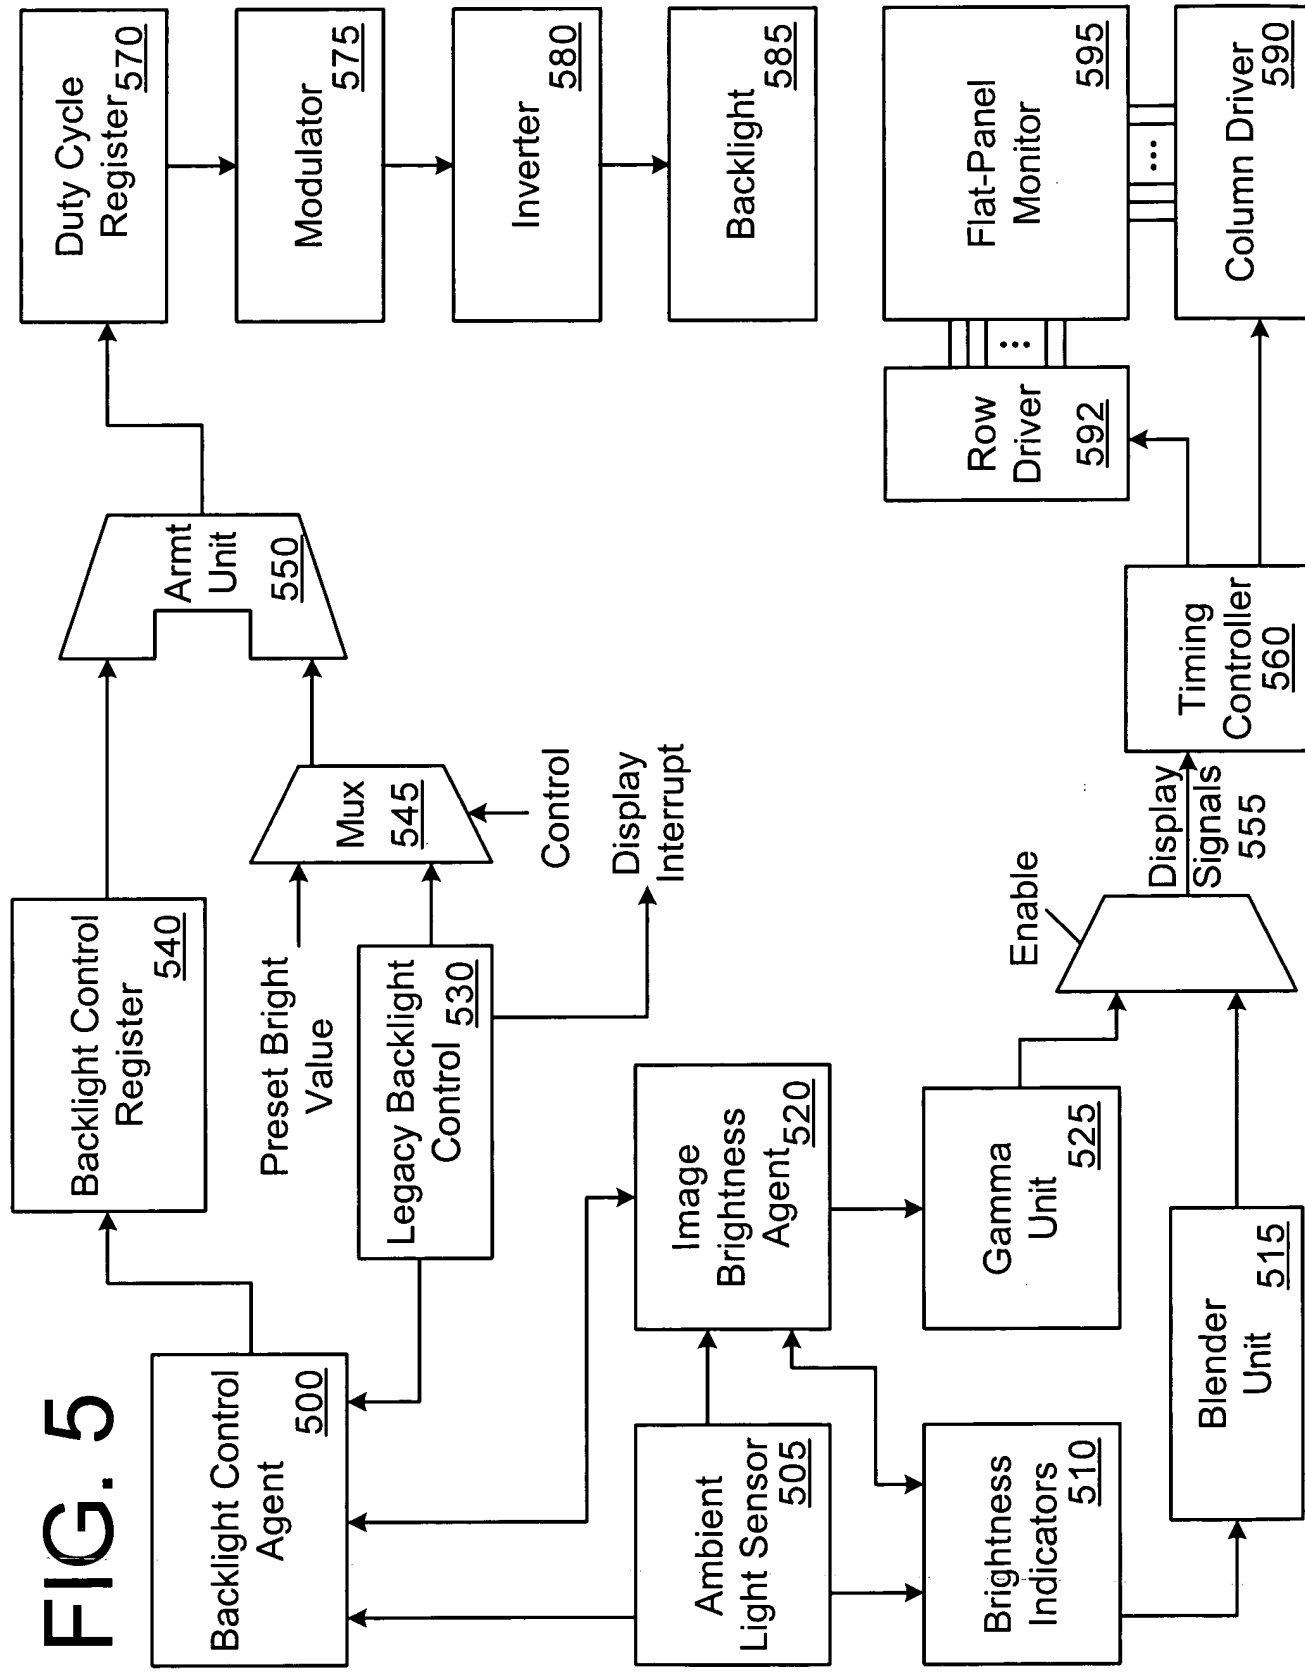 FIG. 5
Backlight Control
Agent
500
Backlight Control
Register
540
Armt
Unit
550
Duty Cycle
Register
570
Modulator
575
Inverter
580
Backlight
585
Preset Bright
Value
Legacy Backlight
Control
530
Mux
545
Control
Display
Interrupt
Ambient
Light Sensor
505
Image
Brightness
Agent
520
Brightness
Indicators
510
Gamma
Unit
525
Blender
Unit
515
Enable
Display
Signals
555
Timing
Controller
560
Row
Driver
592
...
Flat-Panel
Monitor
595
...
Column Driver
590